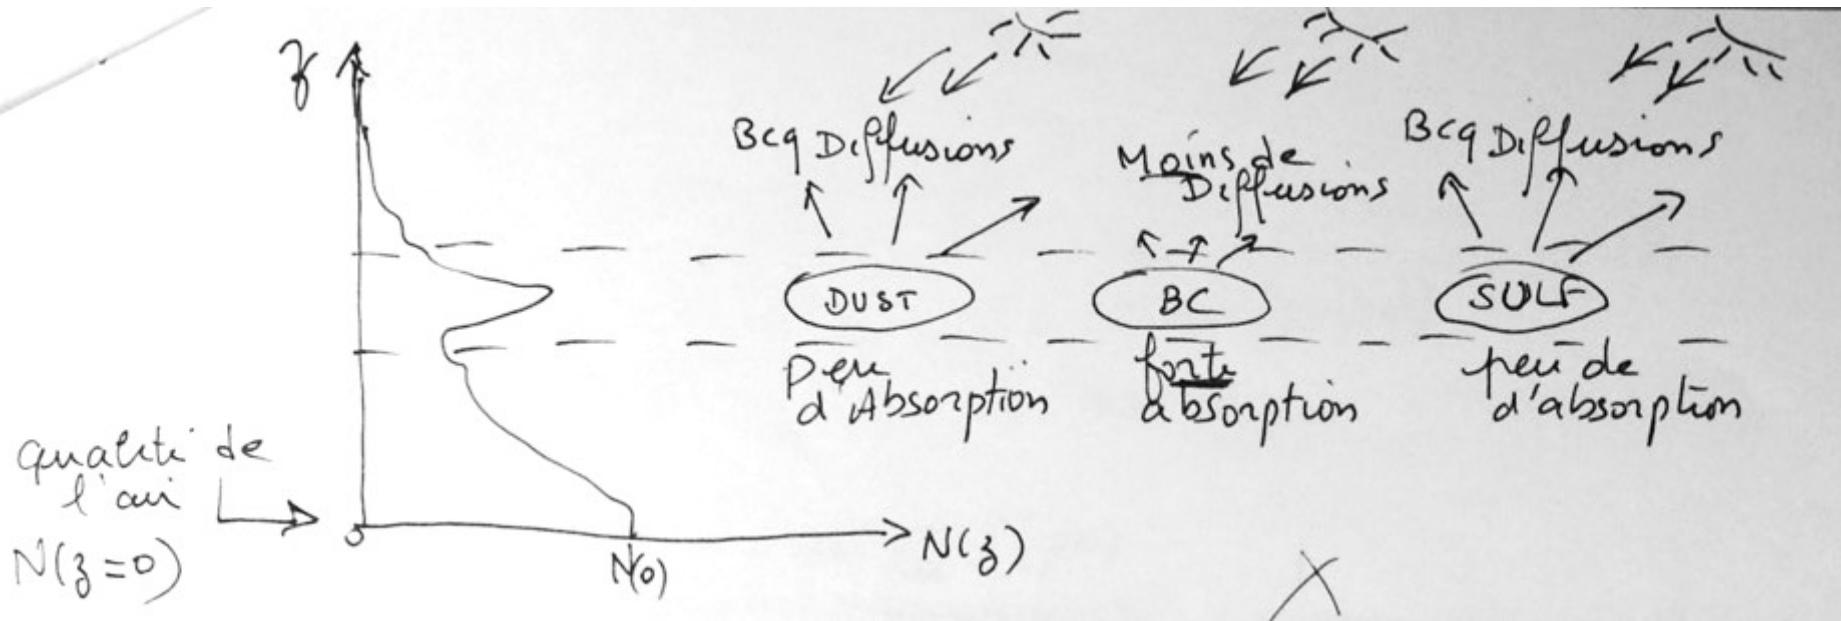 z
Bcq Diffusions
Moins de
Diffusions
Bcq Diffusions
DUST
BC
SULF
peu
d'Absorption
forte
absorption
peu de
d'absorption
qualité de
l'air
N(z=0)
0
N(0)
N(z)